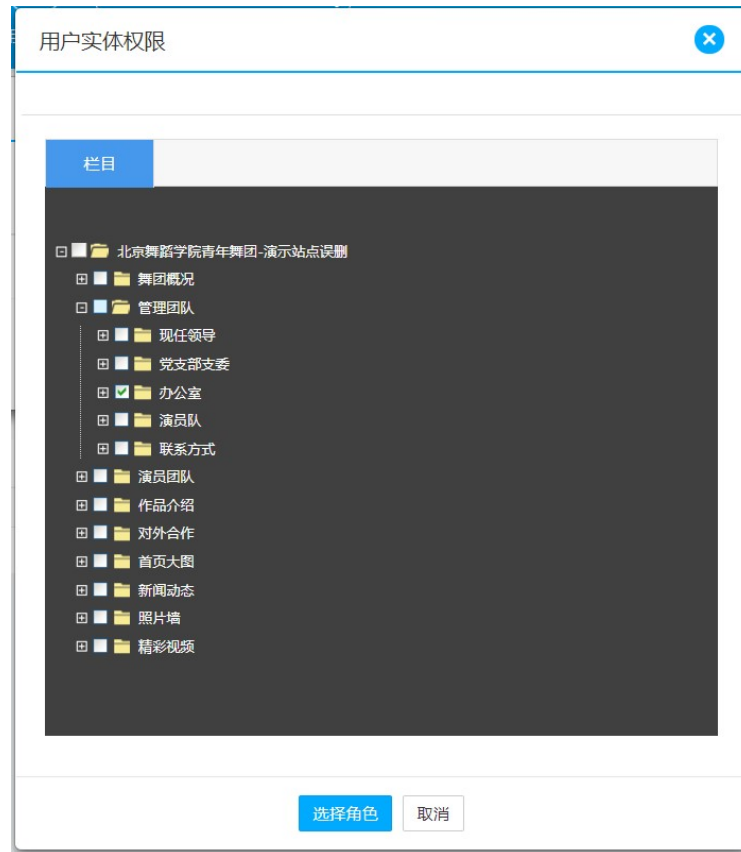 用户实体权限
栏目
北京舞蹈学院青年舞团-演示站点误删
舞团概况
管理团队
现任领导
党支部支委
办公室
演员队
联系方式
演员团队
作品介绍
对外合作
首页大图
新闻动态
照片墙
精彩视频
选择角色 取消